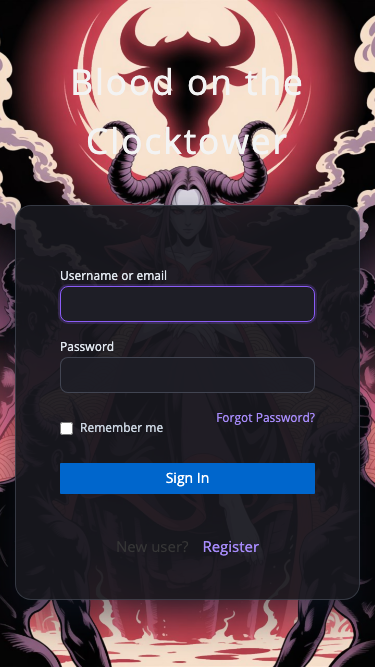 Blood on the
Clocktower
Username or email
Password
Forgot Password?
Remember me
Sign In
New user? Register